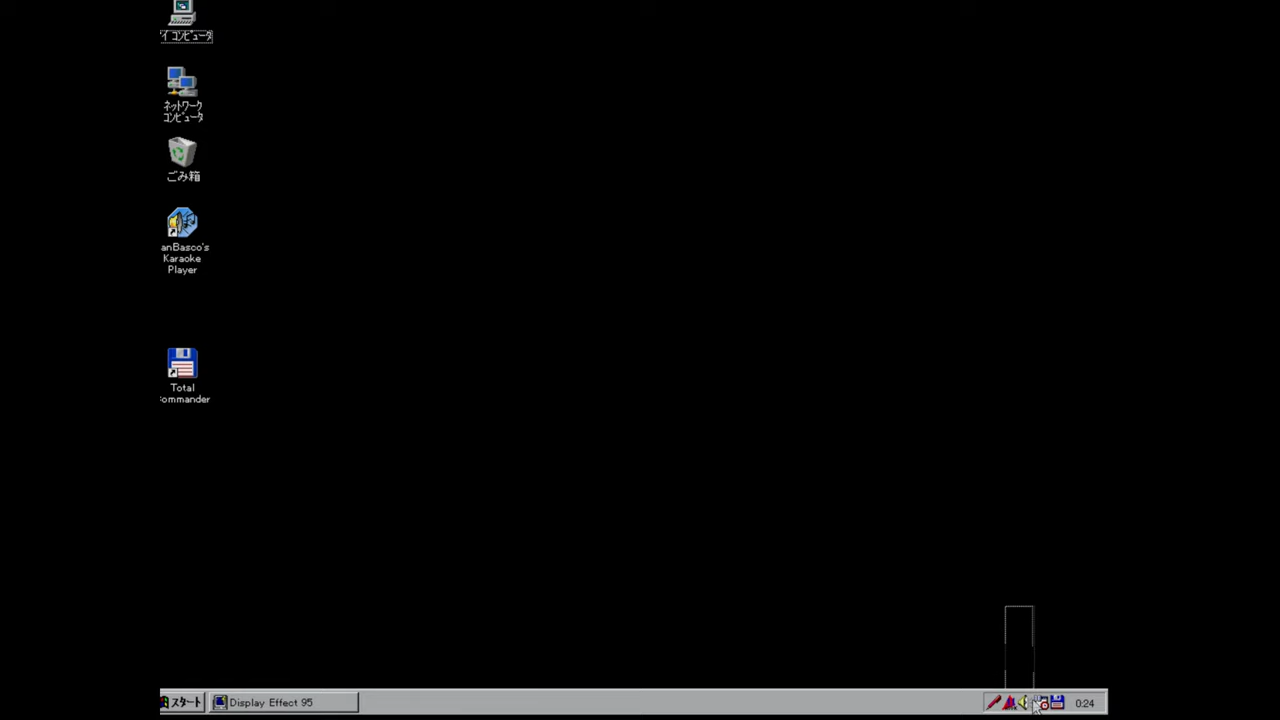 イ コンピュータ
ネットワーク
コンピュータ
ごみ箱
anBasco's
Karaoke
Player
Total
ommander
スタート
Display Effect 95
0:24